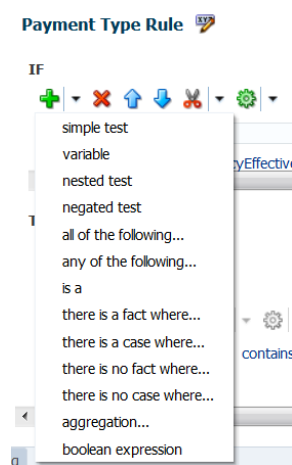 Payment Type Rule
IF
simple test
variable
nested test
negated test
all of the following...
any of the following...
is a
there is a fact where...
there is a case where...
there is no fact where...
there is no case where...
aggregation...
boolean expression
yEffective
contains